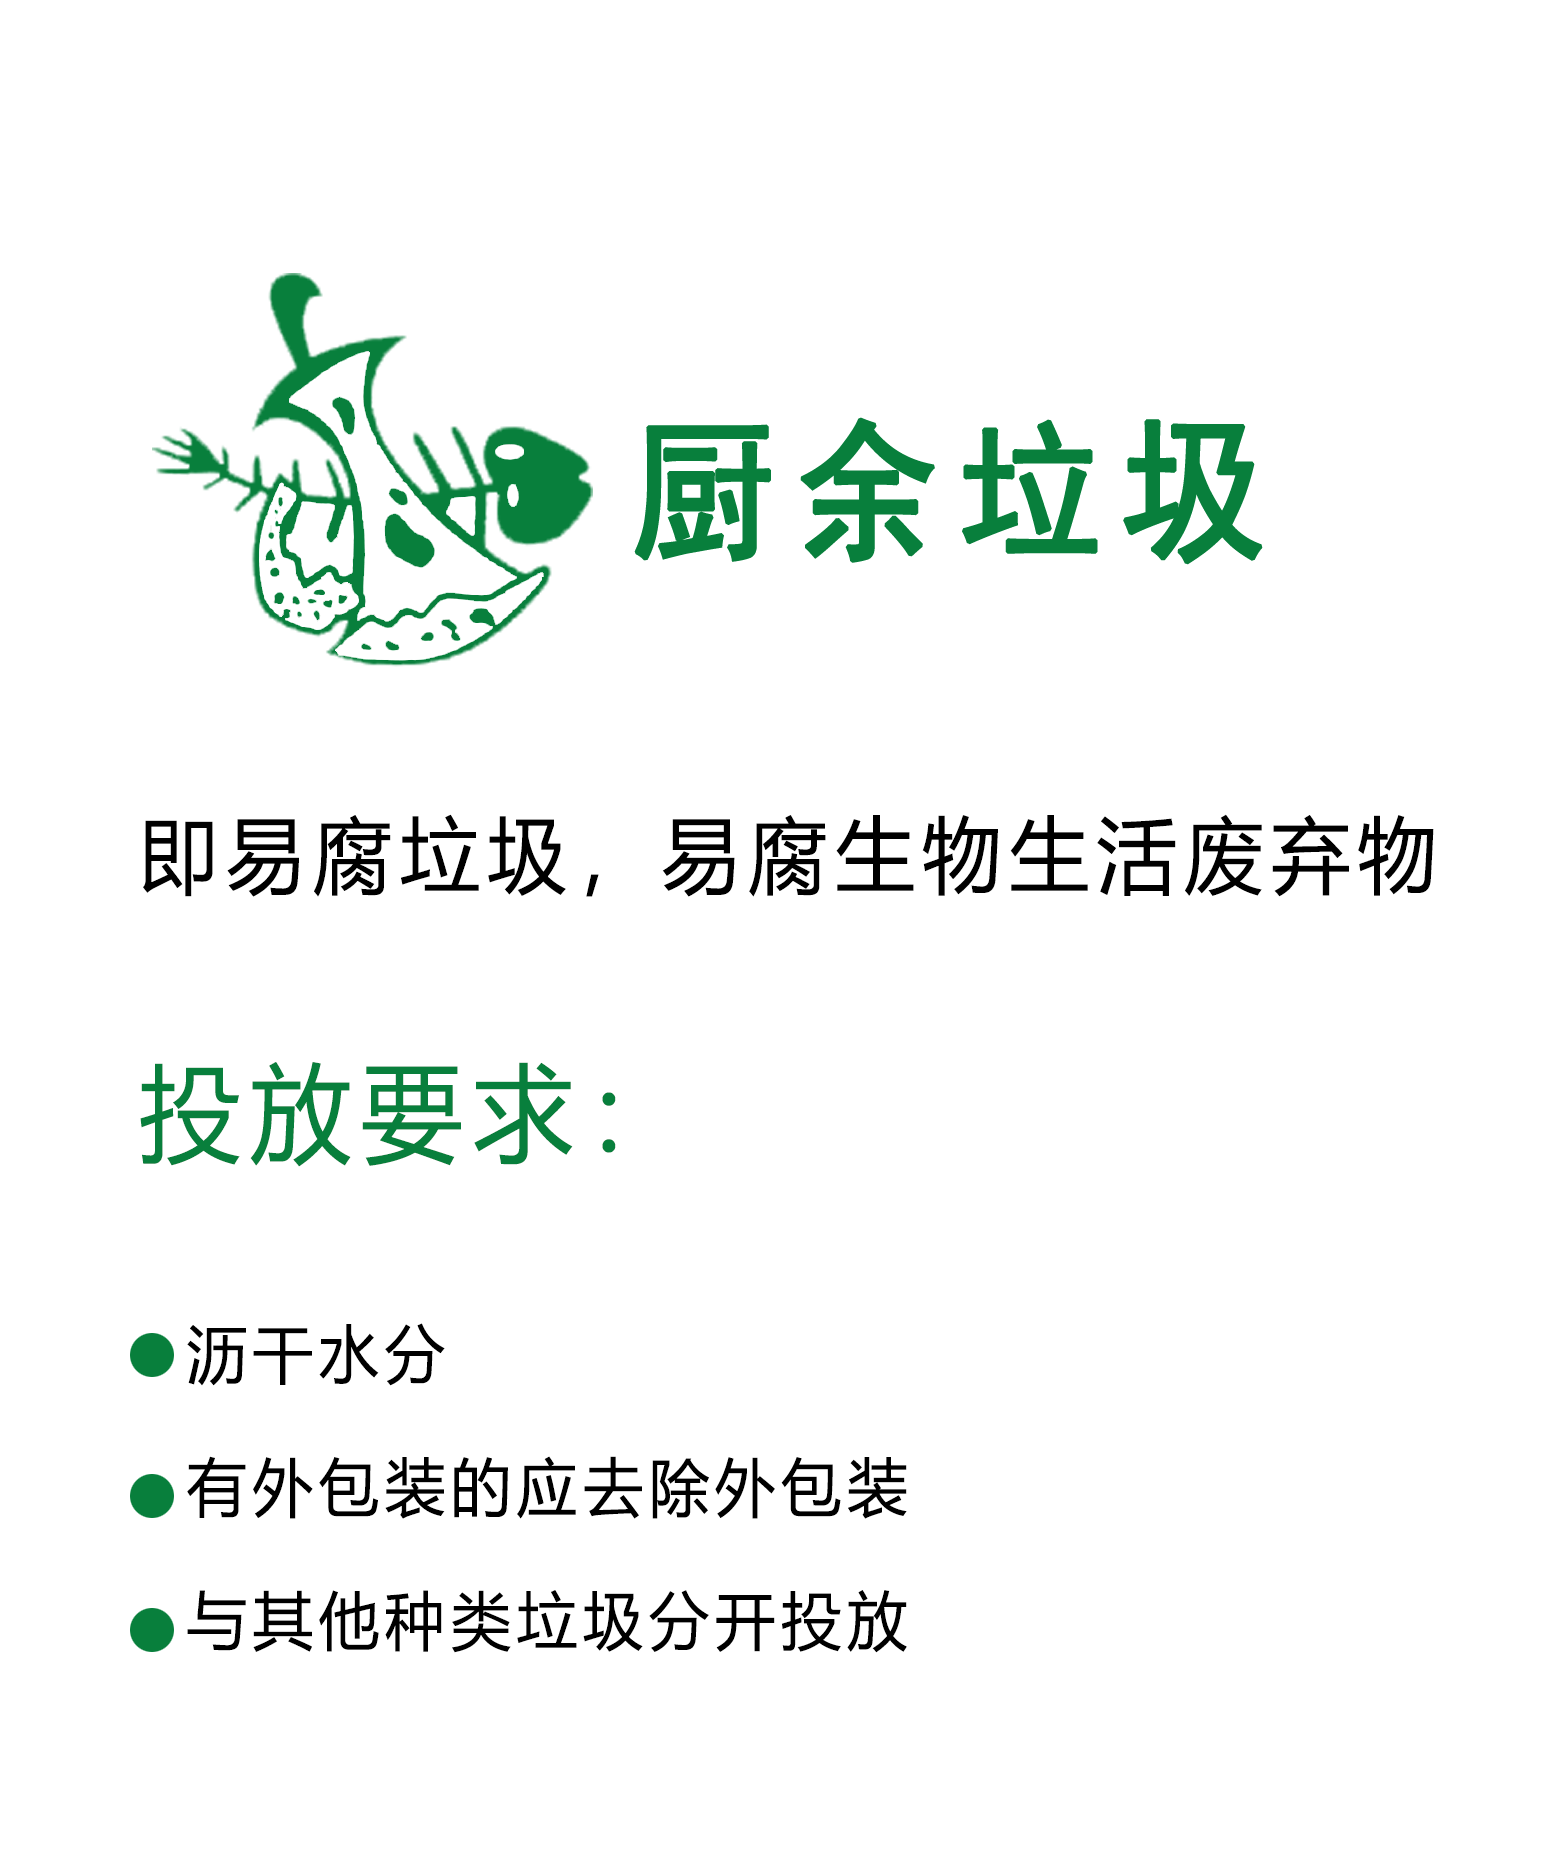 厨余垃圾
即易腐垃圾，易腐生物生活废弃物
投放要求：
沥干水分
有外包装的应去除外包装
与其他种类垃圾分开投放